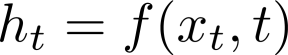 h_t = f(x_t, t)